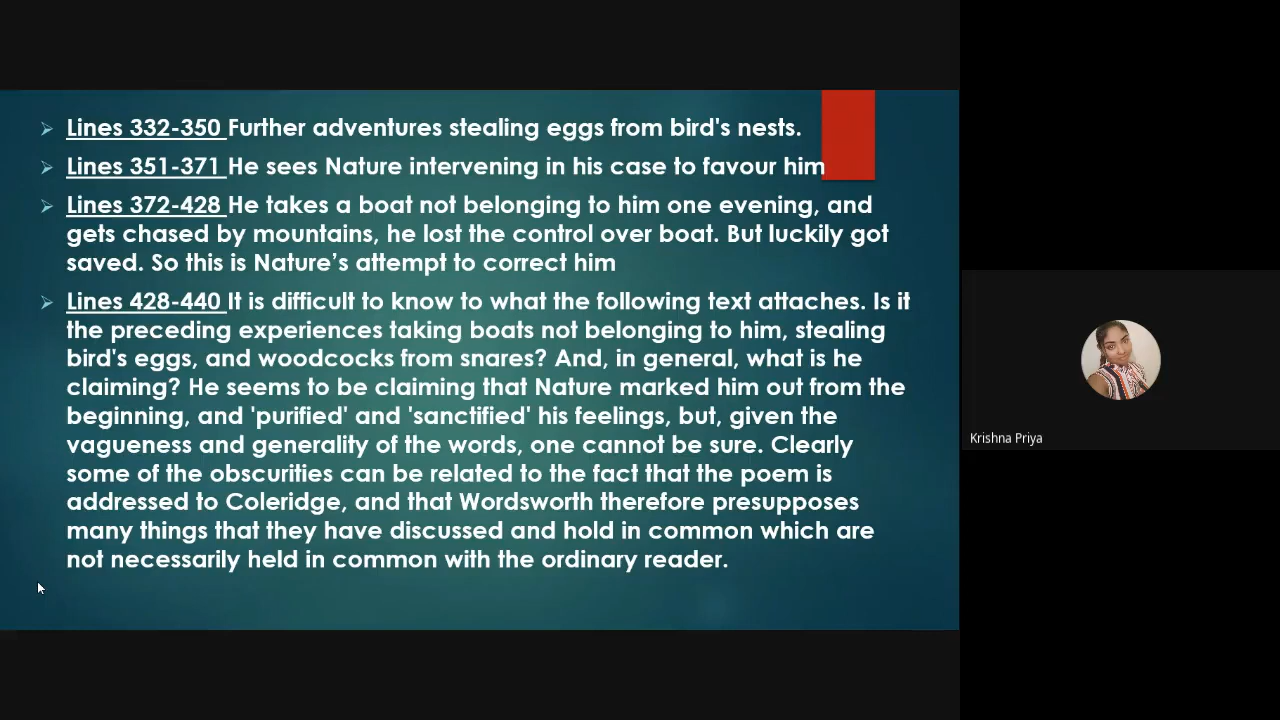 Lines 332-350 Further adventures stealing eggs from bird's nests.
Lines 351-371 He sees Nature intervening in his case to favour him
Lines 372-428 He takes a boat not belonging to him one evening, and
gets chased by mountains, he lost the control over boat. But luckily got
saved. So this is Nature’s attempt to correct him
Lines 428-440 It is difficult to know to what the following text attaches. Is it
the preceding experiences taking boats not belonging to him, stealing
bird's eggs, and woodcocks from snares? And, in general, what is he
claiming? He seems to be claiming that Nature marked him out from the
beginning, and 'purified' and 'sanctified' his feelings, but, given the
vagueness and generality of the words, one cannot be sure. Clearly
some of the obscurities can be related to the fact that the poem is
addressed to Coleridge, and that Wordsworth therefore presupposes
many things that they have discussed and hold in common which are
not necessarily held in common with the ordinary reader.
Krishna Priya